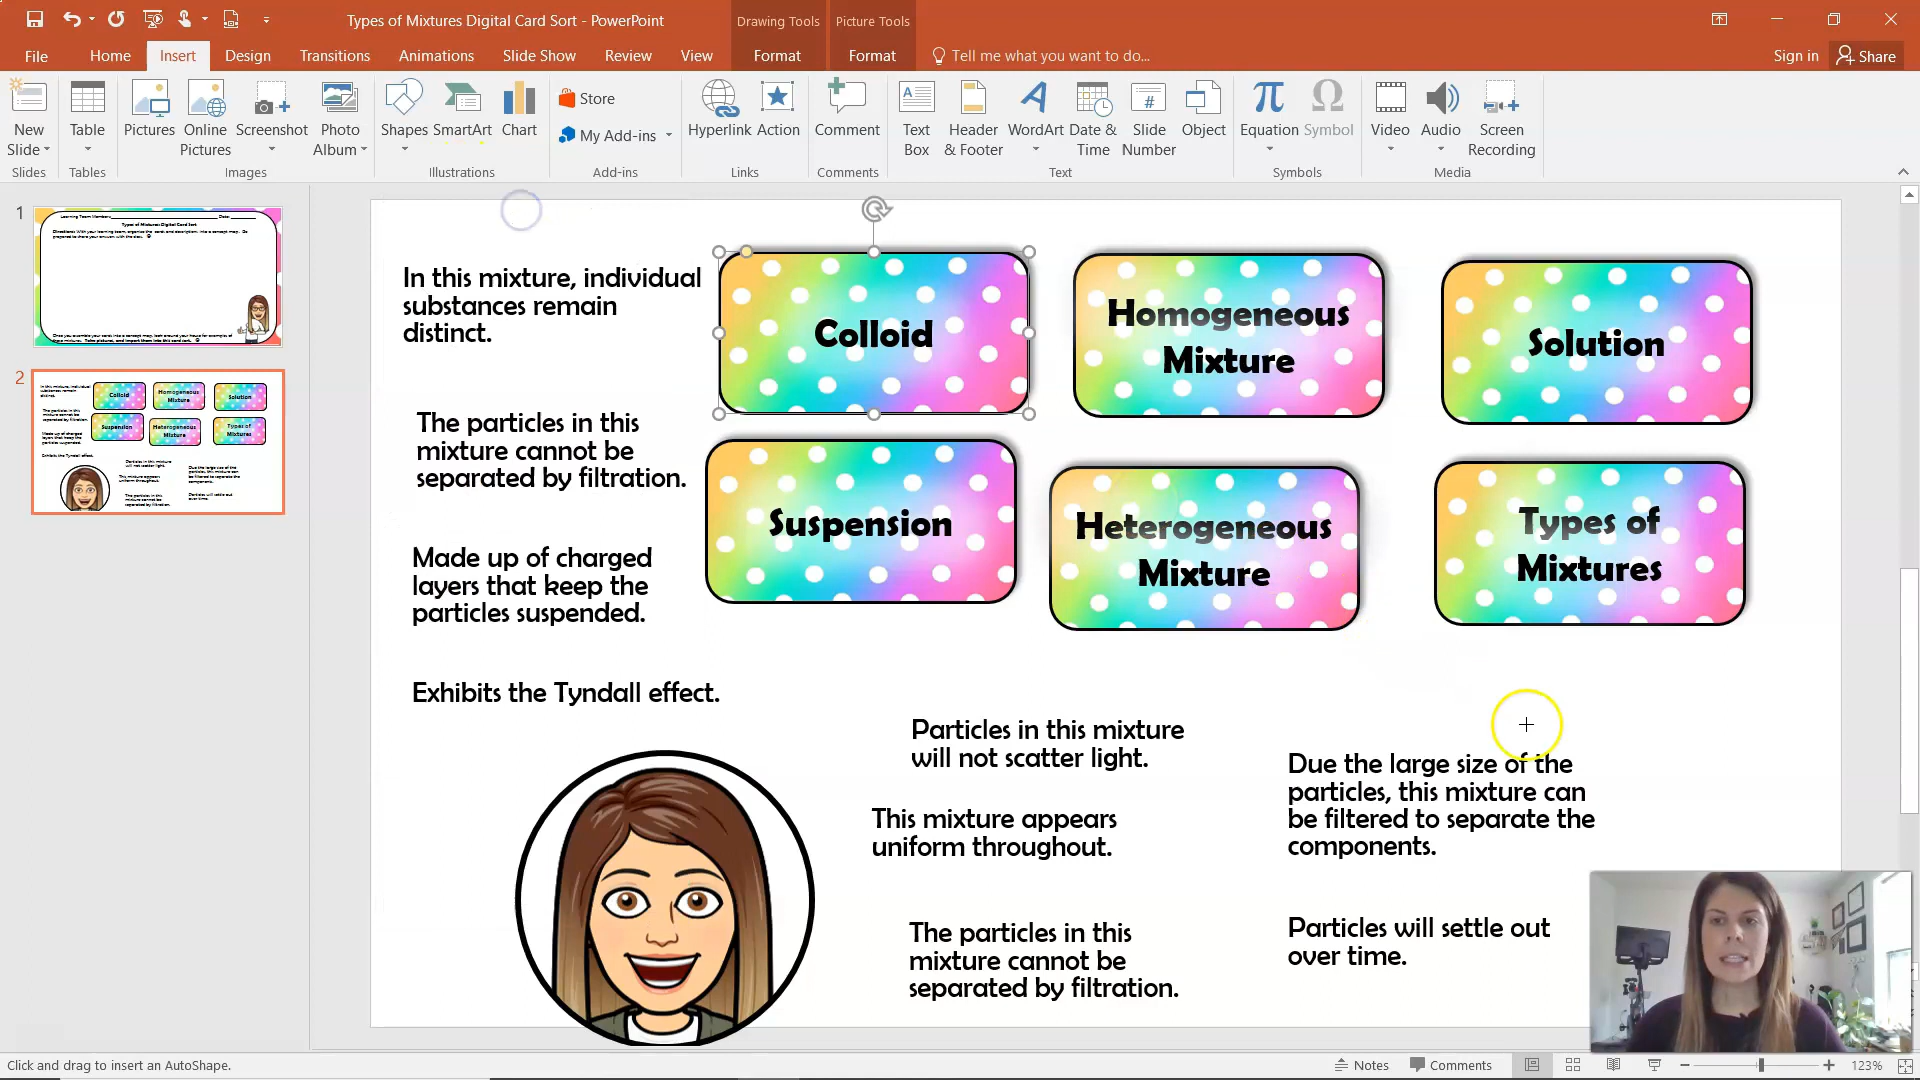 Types of Mixtures Digital Card Sort - PowerPoint
Drawing Tools
Picture Tools
File
Home
Insert
Design
Transitions
Animations
Slide Show
Review
View
Format
Format
Tell me what you want to do...
Sign in
Share
New
Slide
Table
Pictures
Online
Pictures
Screenshot
Photo
Album
Shapes
SmartArt
Chart
Store
My Add-ins
Hyperlink
Action
Comment
Text
Box
Header
& Footer
WordArt
Date &
Time
Slide
Number
Object
Equation
Symbol
Video
Audio
Screen
Recording
Slides
Tables
Images
Illustrations
Add-ins
Links
Comments
Text
Symbols
Media
1
Types of Mixtures Digital Card Sort
2
In this mixture, individual
substances remain
distinct.
The particles in this
mixture cannot be
separated by filtration.
Made up of charged
layers that keep the
particles suspended.
Exhibits the Tyndall effect.
Colloid
Homogeneous
Mixture
Solution
Suspension
Heterogeneous
Mixture
Types of
Mixtures
Particles in this mixture
will not scatter light.
This mixture appears
uniform throughout.
The particles in this
mixture cannot be
separated by filtration.
Due the large size of the
particles, this mixture can
be filtered to separate the
components.
Particles will settle out
over time.
Click and drag to insert an AutoShape.
Notes
Comments
123%